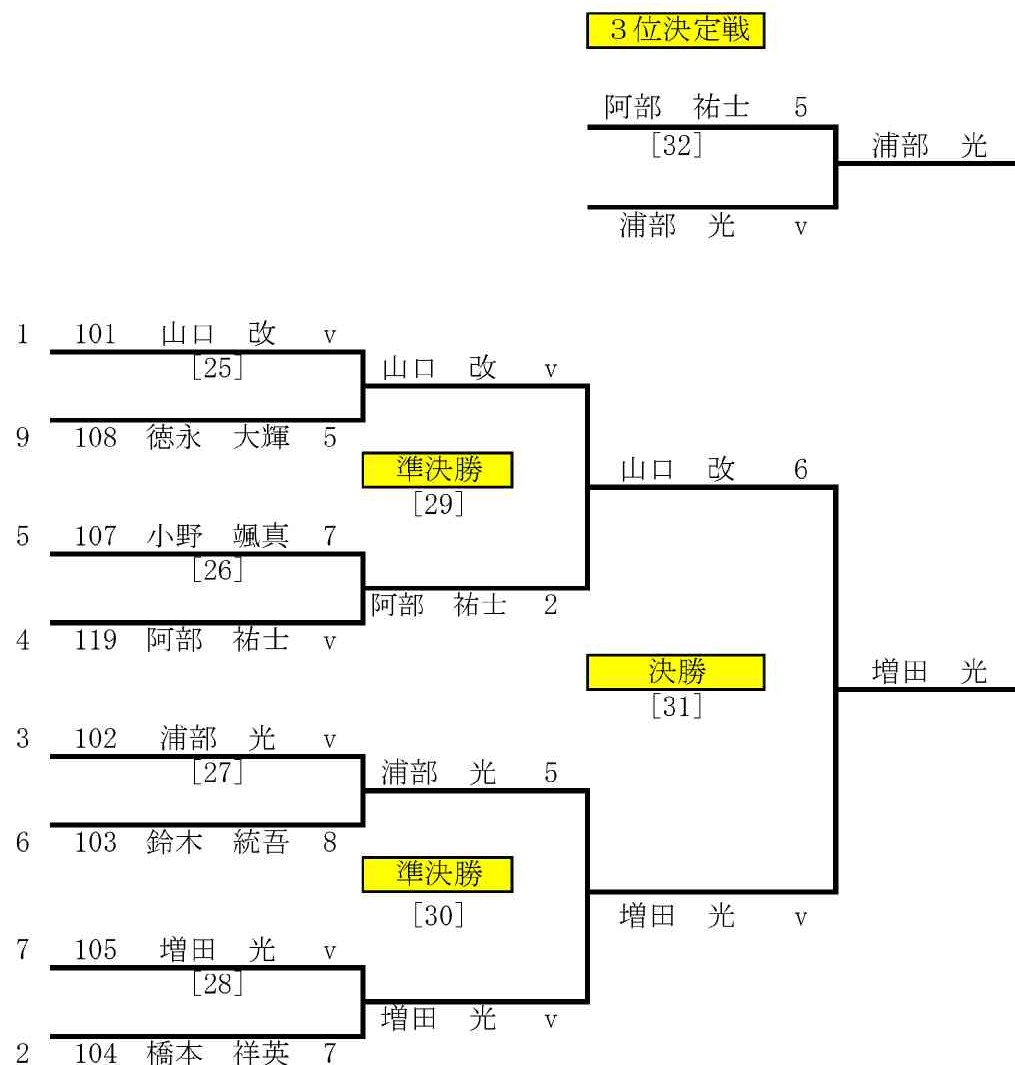 ３位決定戦
阿部　祐士　5
[32]
浦部　光
浦部　光　v
1　101　山口　改　v
[25]
山口　改　v
9　108　徳永　大輝　5
準決勝
[29]
山口　改　6
5　107　小野　颯真　7
[26]
阿部　祐士　2
4　119　阿部　祐士　v
決勝
[31]
増田　光
3　102　浦部　光　v
[27]
浦部　光　5
6　103　鈴木　統吾　8
準決勝
[30]
増田　光　v
7　105　増田　光　v
[28]
増田　光　v
2　104　橋本　祥英　7